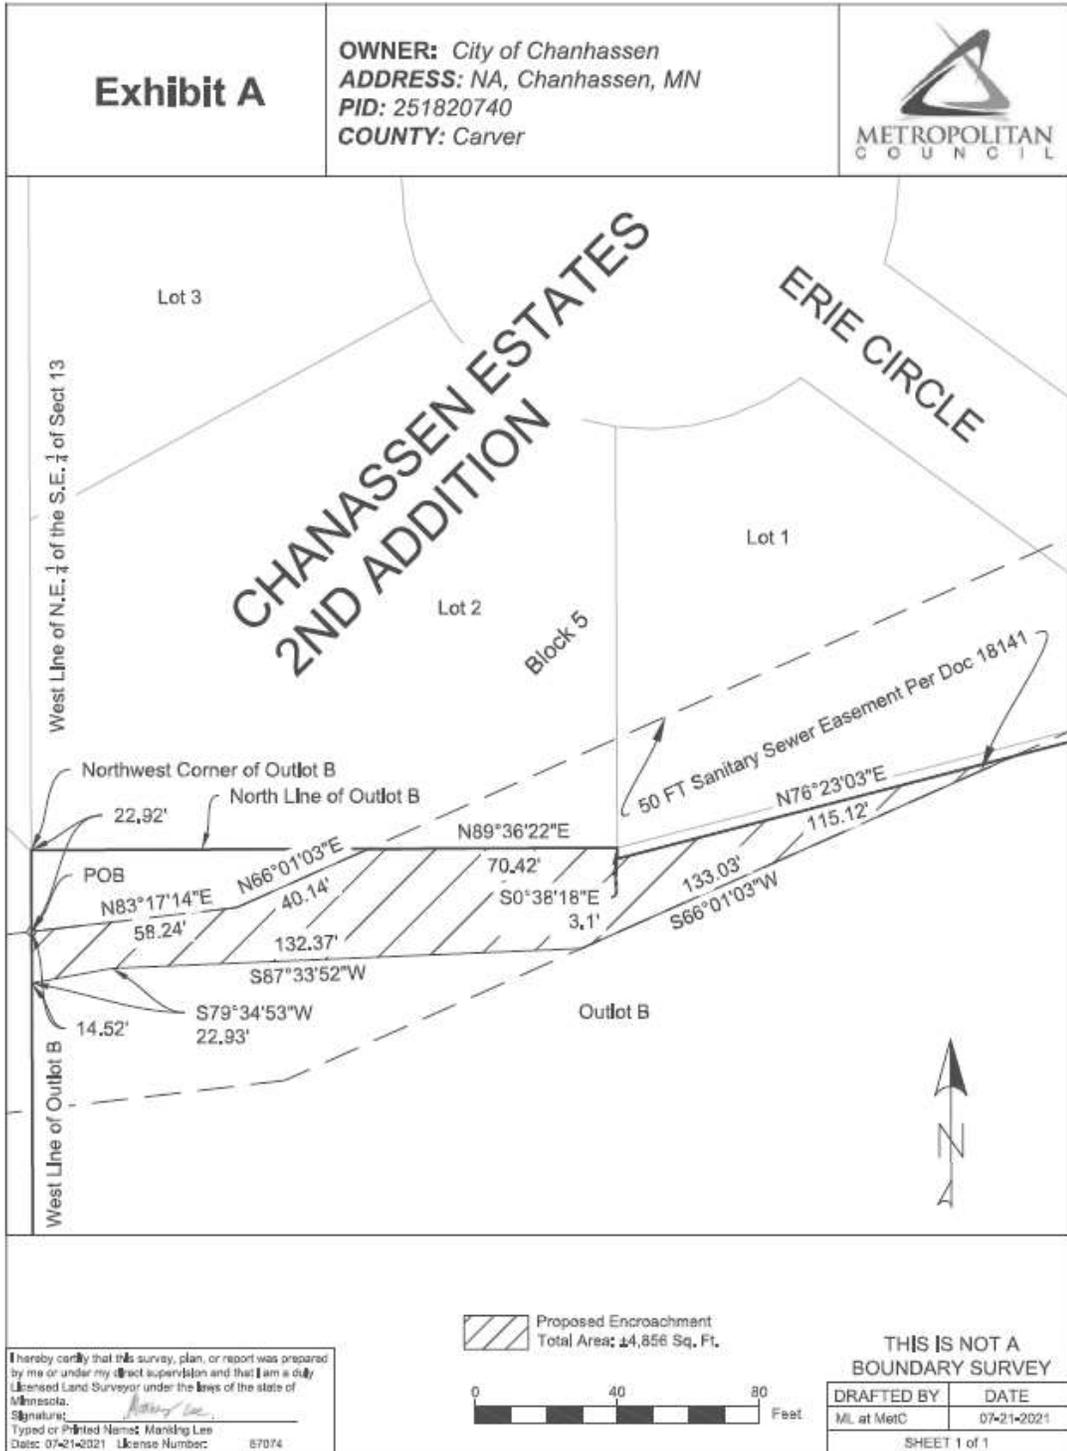 Exhibit A
OWNER: City of Chanhassen
ADDRESS: NA, Chanhassen, MN
PID: 251820740
COUNTY: Carver
METROPOLITAN
COUNCIL
Lot 3
CHANASSEN ESTATES
2ND ADDITION
ERIE CIRCLE
West Line of N.E. ¼ of the S.E. ¼ of Sect 13
Lot 1
Lot 2
Block 5
50 FT Sanitary Sewer Easement Per Doc 18141
Northwest Corner of Outlot B
North Line of Outlot B
22.92'
N89°36'22"E
70.42'
N76°23'03"E
115.12'
POB
N83°17'14"E
58.24'
N66°01'03"E
40.14'
S0°38'18"E
3.1'
133.03'
S66°01'03"W
132.37'
S87°33'52"W
S79°34'53"W
22.93'
14.52'
Outlot B
West Line of Outlot B
N
Proposed Encroachment
Total Area: ±4,856 Sq. Ft.
0 40 80
Feet
I hereby certify that this survey, plan, or report was prepared
by me or under my direct supervision and that I am a duly
Licensed Land Surveyor under the laws of the state of
Minnesota.
Signature:
Typed or Printed Name: Manking Lee
Date: 07-21-2021 License Number: 57074
THIS IS NOT A
BOUNDARY SURVEY
DRAFTED BY DATE
ML at MetC 07-21-2021
SHEET 1 of 1